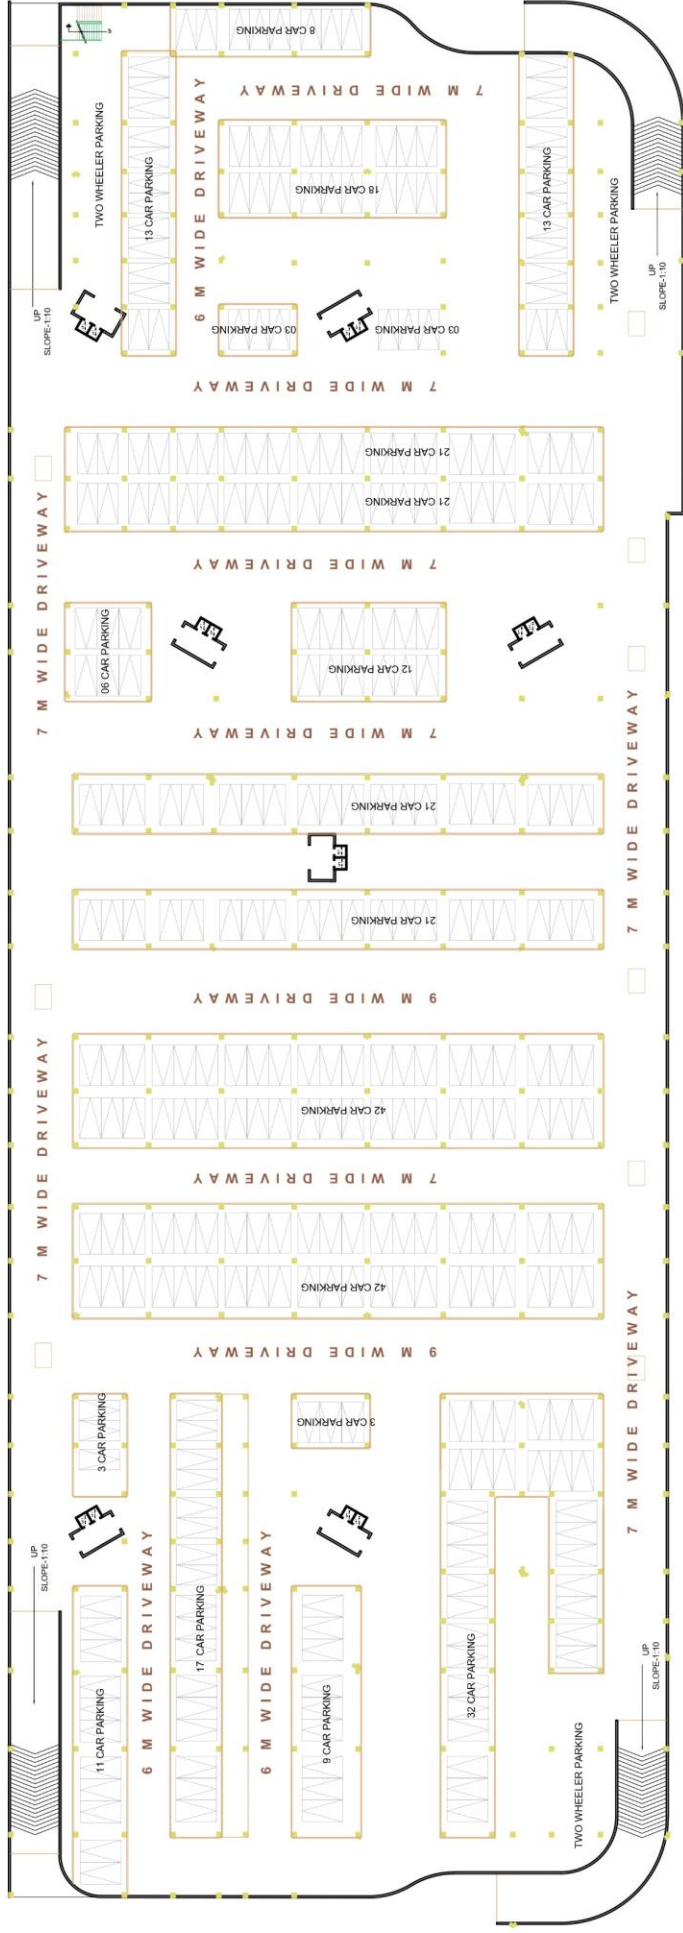 8 CAR PARKING
7 M WIDE DRIVEWAY
TWO WHEELER PARKING
13 CAR PARKING
6 M WIDE DRIVEWAY
18 CAR PARKING
13 CAR PARKING
TWO WHEELER PARKING
UP
SLOPE-1:10
UP
SLOPE-1:10
03 CAR PARKING
03 CAR PARKING
7 M WIDE DRIVEWAY
21 CAR PARKING
21 CAR PARKING
7 M WIDE DRIVEWAY
7 M WIDE DRIVEWAY
06 CAR PARKING
12 CAR PARKING
7 M WIDE DRIVEWAY
21 CAR PARKING
7 M WIDE DRIVEWAY
21 CAR PARKING
9 M WIDE DRIVEWAY
42 CAR PARKING
7 M WIDE DRIVEWAY
7 M WIDE DRIVEWAY
42 CAR PARKING
9 M WIDE DRIVEWAY
3 CAR PARKING
3 CAR PARKING
7 M WIDE DRIVEWAY
UP
SLOPE-1:10
6 M WIDE DRIVEWAY
17 CAR PARKING
6 M WIDE DRIVEWAY
32 CAR PARKING
UP
SLOPE-1:10
11 CAR PARKING
9 CAR PARKING
TWO WHEELER PARKING